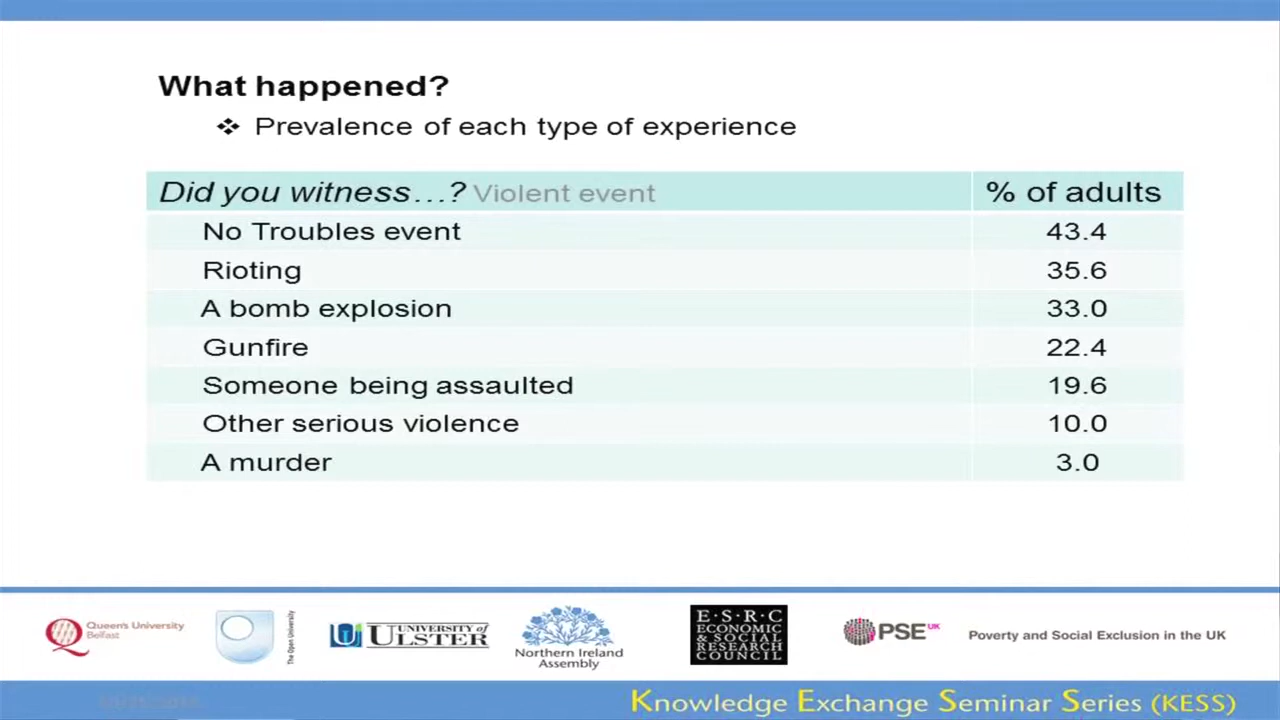 What happened?
❖ Prevalence of each type of experience
Did you witness…? Violent event % of adults
No Troubles event 43.4
Rioting 35.6
A bomb explosion 33.0
Gunfire 22.4
Someone being assaulted 19.6
Other serious violence 10.0
A murder 3.0
Queen's University
Belfast
The Open University
UNIVERSITY of
ULSTER
Northern Ireland
Assembly
E·S·R·C
ECONOMIC
& SOCIAL
RESEARCH
COUNCIL
PSE UK
Poverty and Social Exclusion in the UK
Knowledge Exchange Seminar Series (KESS)